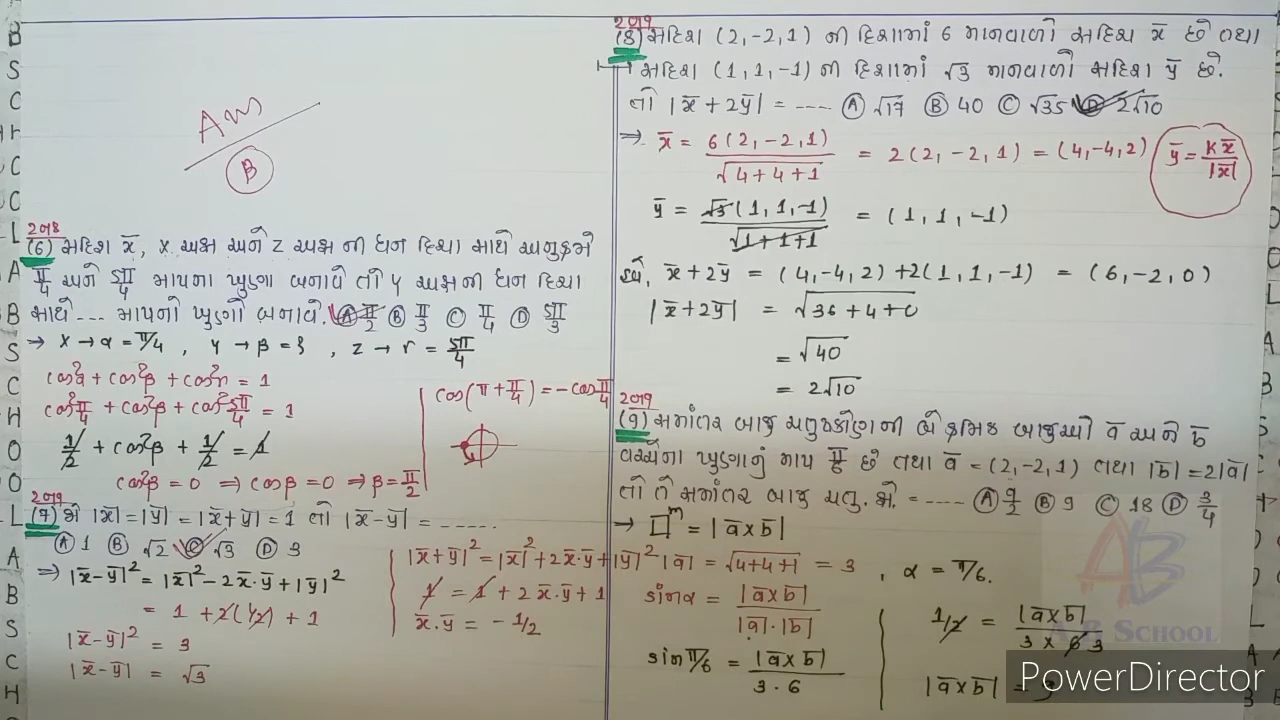 Ans
B
2018
(6) સદિશ x̄, x અક્ષ અને z અક્ષ ની ધન દિશા સાથે અનુક્રમે
π/4 અને 5π/4 માપના ખુણા બનાવે તો y અક્ષ ની ધન દિશા
સાથે --- માપનો ખુણો બનાવે. Ⓐ π/2 Ⓑ π/3 Ⓒ π/4 Ⓓ 5π/3
→ x → α = π/4 , y → β = ? , z → r = 5π/4
cos²α + cos²β + cos²r = 1
cos²π/4 + cos²β + cos²5π/4 = 1
1/2 + cos²β + 1/2 = 1
cos²β = 0 ⇒ cosβ = 0 ⇒ β = π/2
cos(π + π/4) = -cosπ/4
2019
(7) જો |x̄| = |ȳ| = |x̄+ȳ| = 1 તો |x̄-ȳ| = -----.
Ⓐ 1 Ⓑ √2 Ⓒ √3 Ⓓ 3
⇒ |x̄-ȳ|² = |x̄|² - 2x̄·ȳ + |ȳ|²
= 1 + 2(1/2) + 1
|x̄-ȳ|² = 3
|x̄-ȳ| = √3
|x̄+ȳ|² = |x̄|² + 2x̄·ȳ + |ȳ|²
1 = 1 + 2x̄·ȳ + 1
x̄·ȳ = -1/2
2019
(8) સદિશ (2,-2,1) ની દિશામાં 6 માનવાળો સદિશ x̄ છે તથા
સદિશ (1,1,-1) ની દિશામાં √3 માનવાળો સદિશ ȳ છે.
તો |x̄+2ȳ| = ---- Ⓐ √17 Ⓑ 40 Ⓒ √35 Ⓓ 2√10
⇒ x̄ = 6(2,-2,1)/√4+4+1 = 2(2,-2,1) = (4,-4,2)
ȳ = kx̄/|x̄|
ȳ = √3(1,1,-1)/√1+1+1 = (1,1,-1)
હવે, x̄+2ȳ = (4,-4,2)+2(1,1,-1) = (6,-2,0)
|x̄+2ȳ| = √36+4+0
= √40
= 2√10
2019
(9) સમાંતર બાજુ ચતુષ્કોણ ની બે ક્રમિક બાજુઓ ā અને b̄
વચ્ચેના ખુણાનું માપ π/6 છે તથા ā = (2,-2,1) તથા |b̄| = 2|ā|
તો તે સમાંતર બાજુ ચતુ. ક્ષે = ----- Ⓐ 9/2 Ⓑ 9 Ⓒ 18 Ⓓ 3/4
→ □ᵐ = |ā×b̄|
|ā| = √4+4+1 = 3 , α = π/6.
sinα = |ā×b̄|/|ā|·|b̄|
sinπ/6 = |ā×b̄|/3·6
1/2 = |ā×b̄|/3×6 3
|ā×b̄| = 9
AB
A B SCHOOL
PowerDirector